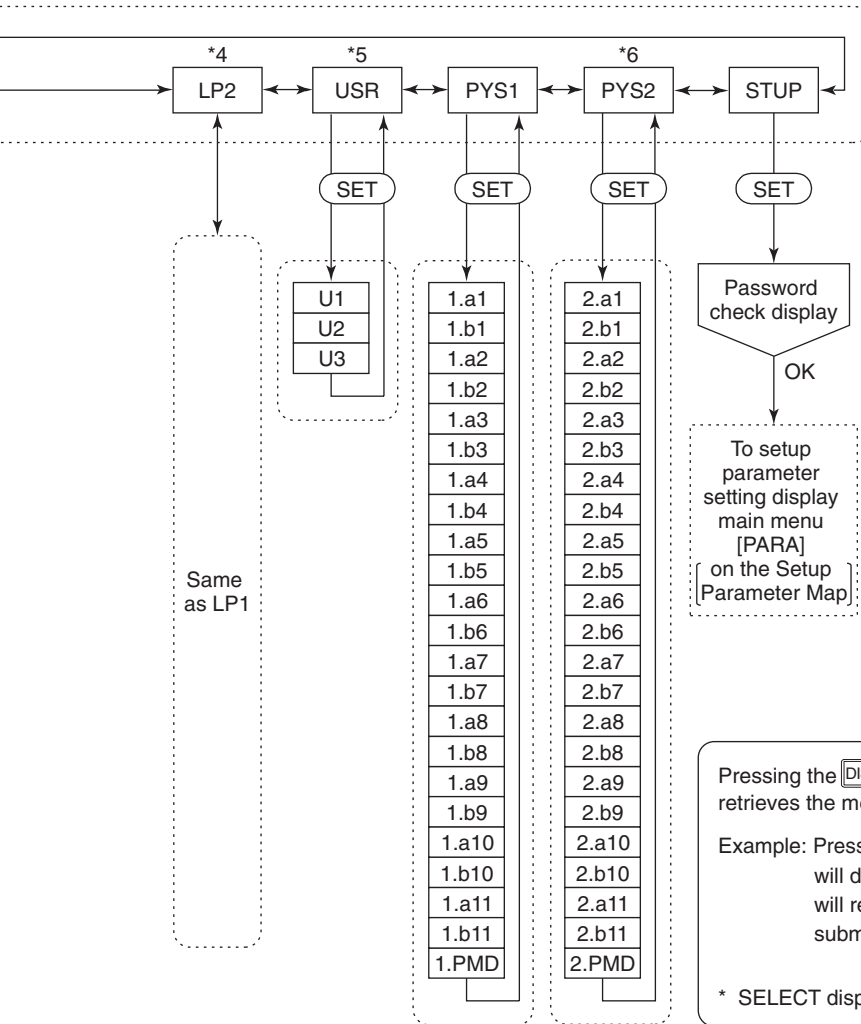 *4 *5 *6
LP2 USR PYS1 PYS2 STUP
SET SET SET SET
Password
check display
OK
To setup
parameter
setting display
main menu
[PARA]
on the Setup
Parameter Map
Same
as LP1
U1
U2
U3
1.a1
1.b1
1.a2
1.b2
1.a3
1.b3
1.a4
1.b4
1.a5
1.b5
1.a6
1.b6
1.a7
1.b7
1.a8
1.b8
1.a9
1.b9
1.a10
1.b10
1.a11
1.b11
1.PMD
2.a1
2.b1
2.a2
2.b2
2.a3
2.b3
2.a4
2.b4
2.a5
2.b5
2.a6
2.b6
2.a7
2.b7
2.a8
2.b8
2.a9
2.b9
2.a10
2.b10
2.a11
2.b11
2.PMD
Pressing the
retrieves the
Example:
will
will
* SELECT